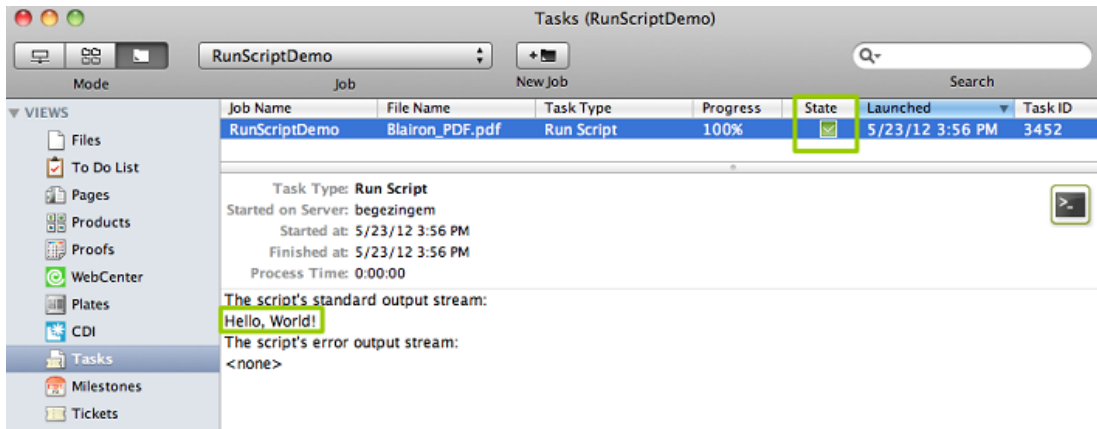 Tasks (RunScriptDemo)
RunScriptDemo
Mode Job New Job Search
VIEWS
Files
To Do List
Pages
Products
Proofs
WebCenter
Plates
CDI
Tasks
Milestones
Tickets
Job Name File Name Task Type Progress State Launched Task ID
RunScriptDemo Blairon_PDF.pdf Run Script 100% 5/23/12 3:56 PM 3452
Task Type: Run Script
Started on Server: begezingem
Started at: 5/23/12 3:56 PM
Finished at: 5/23/12 3:56 PM
Process Time: 0:00:00
The script's standard output stream:
Hello, World!
The script's error output stream:
<none>